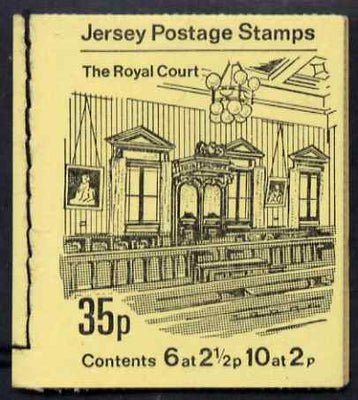 Jersey Postage Stamps
The Royal Court
35p
Contents 6 at 2½p 10 at 2p